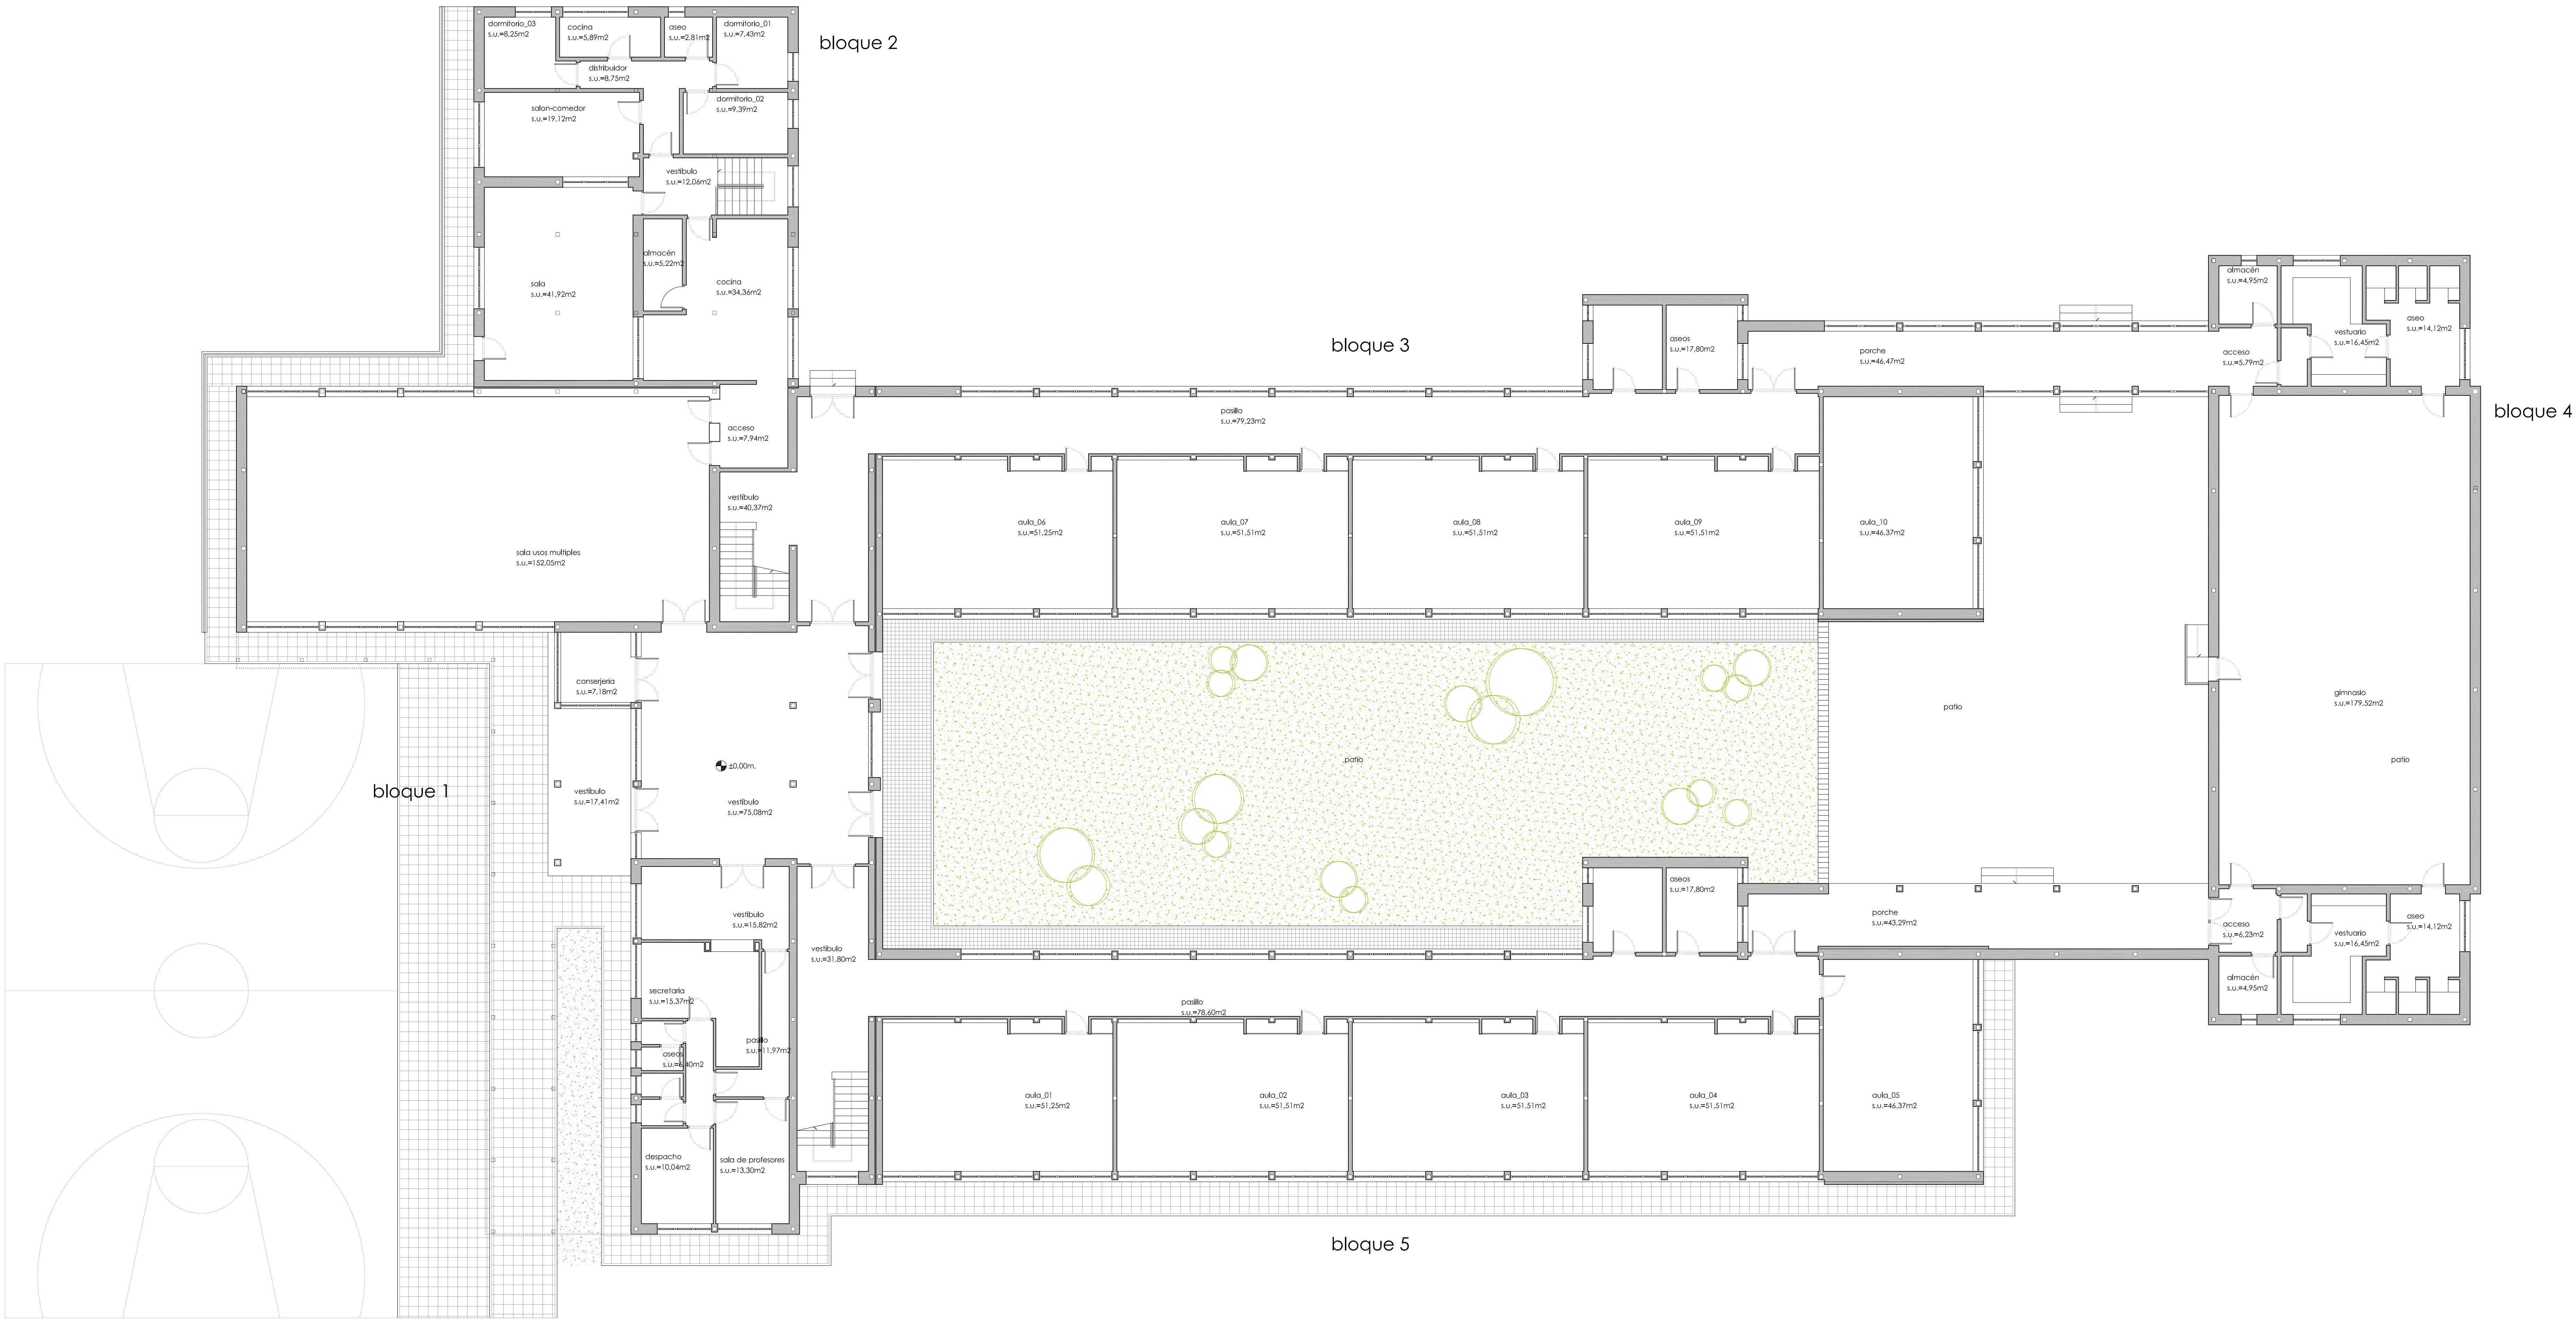 dormitorio_03
s.u.=8,25m2
cocina
s.u.=5,89m2
aseo
s.u.=2,81m2
dormitorio_01
s.u.=7,43m2
bloque 2
distribuidor
s.u.=8,75m2
salon-comedor
s.u.=19,12m2
dormitorio_02
s.u.=9,39m2
vestíbulo
s.u.=12,06m2
almacén
s.u.=5,22m2
sala
s.u.=41,92m2
cocina
s.u.=34,36m2
bloque 3
aseos
s.u.=17,80m2
porche
s.u.=46,47m2
almacén
s.u.=4,95m2
acceso
s.u.=5,79m2
vestuario
s.u.=16,45m2
aseo
s.u.=14,12m2
bloque 4
acceso
s.u.=7,94m2
pasillo
s.u.=79,23m2
vestíbulo
s.u.=40,37m2
sala usos multiples
s.u.=152,05m2
aula_06
s.u.=51,25m2
aula_07
s.u.=51,51m2
aula_08
s.u.=51,51m2
aula_09
s.u.=51,51m2
aula_10
s.u.=46,37m2
conserjeria
s.u.=7,18m2
gimnasio
s.u.=179,52m2
patio
patio
patio
±0,00m.
bloque 1
vestíbulo
s.u.=17,41m2
vestíbulo
s.u.=75,08m2
aseos
s.u.=17,80m2
porche
s.u.=43,29m2
acceso
s.u.=6,23m2
vestuario
s.u.=16,45m2
aseo
s.u.=14,12m2
almacén
s.u.=4,95m2
vestíbulo
s.u.=15,82m2
vestíbulo
s.u.=31,80m2
secretaria
s.u.=15,37m2
pasillo
s.u.=78,60m2
pasillo
s.u.=11,97m2
aseos
s.u.=6,40m2
aula_01
s.u.=51,25m2
aula_02
s.u.=51,51m2
aula_03
s.u.=51,51m2
aula_04
s.u.=51,51m2
aula_05
s.u.=46,37m2
despacho
s.u.=10,04m2
sala de profesores
s.u.=13,30m2
bloque 5